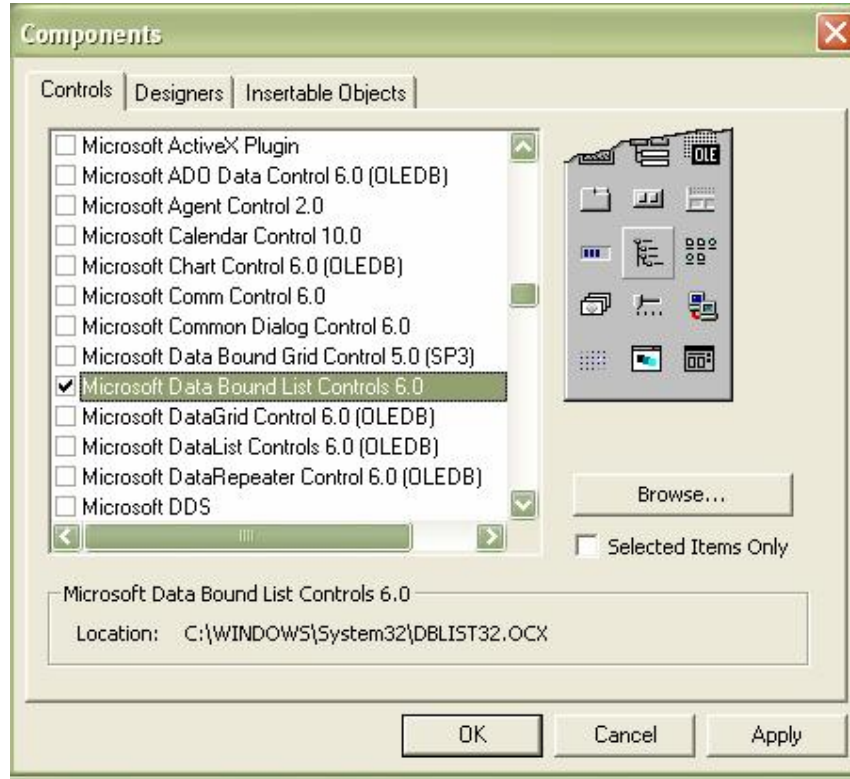 Components
Controls Designers Insertable Objects
Microsoft ActiveX Plugin
Microsoft ADO Data Control 6.0 (OLEDB)
Microsoft Agent Control 2.0
Microsoft Calendar Control 10.0
Microsoft Chart Control 6.0 (OLEDB)
Microsoft Comm Control 6.0
Microsoft Common Dialog Control 6.0
Microsoft Data Bound Grid Control 5.0 (SP3)
Microsoft Data Bound List Controls 6.0
Microsoft DataGrid Control 6.0 (OLEDB)
Microsoft DataList Controls 6.0 (OLEDB)
Microsoft DataRepeater Control 6.0 (OLEDB)
Microsoft DDS
OLE
Browse...
Selected Items Only
Microsoft Data Bound List Controls 6.0
Location: C:\WINDOWS\System32\DBLIST32.OCX
OK Cancel Apply